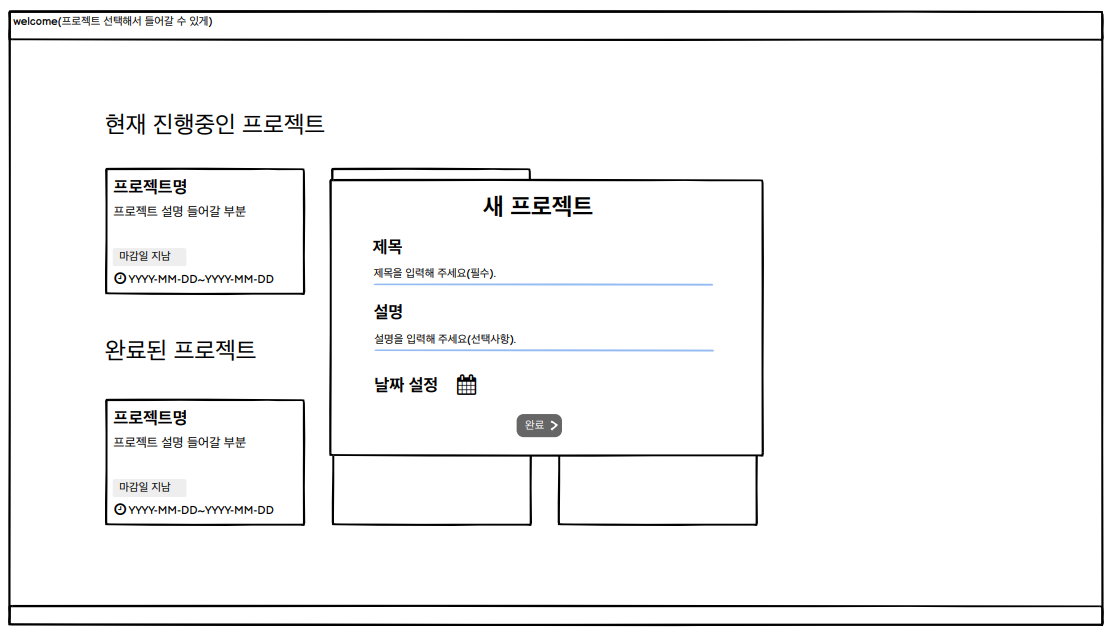 welcome(프로젝트 선택해서 들어갈 수 있게)
현재 진행중인 프로젝트
프로젝트명
프로젝트 설명 들어갈 부분
마감일 지남
YYYY-MM-DD~YYYY-MM-DD
새 프로젝트
제목
제목을 입력해 주세요(필수).
설명
설명을 입력해 주세요(선택사항).
날짜 설정
완료
완료된 프로젝트
프로젝트명
프로젝트 설명 들어갈 부분
마감일 지남
YYYY-MM-DD~YYYY-MM-DD